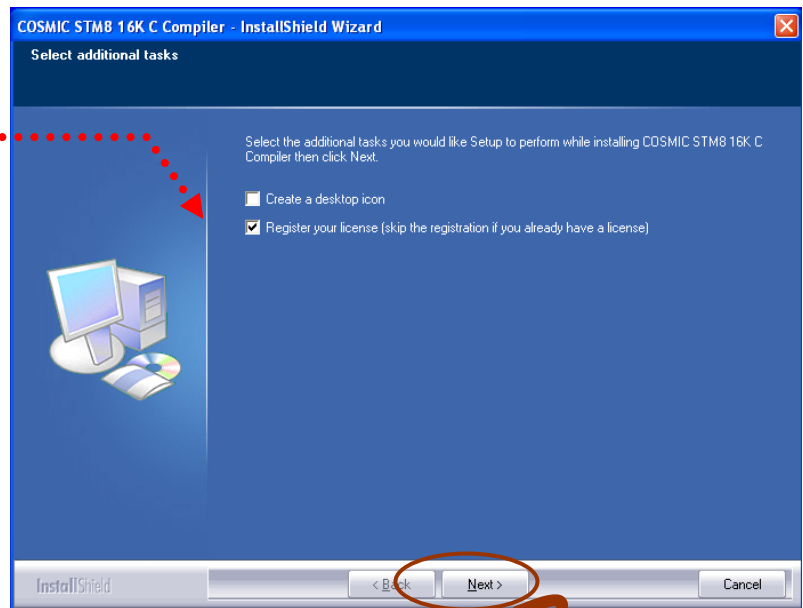 COSMIC STM8 16K C Compiler - InstallShield Wizard
Select additional tasks
Select the additional tasks you would like Setup to perform while installing COSMIC STM8 16K C
Compiler then click Next.
Create a desktop icon
Register your license (skip the registration if you already have a license)
InstallShield
< Back
Next >
Cancel